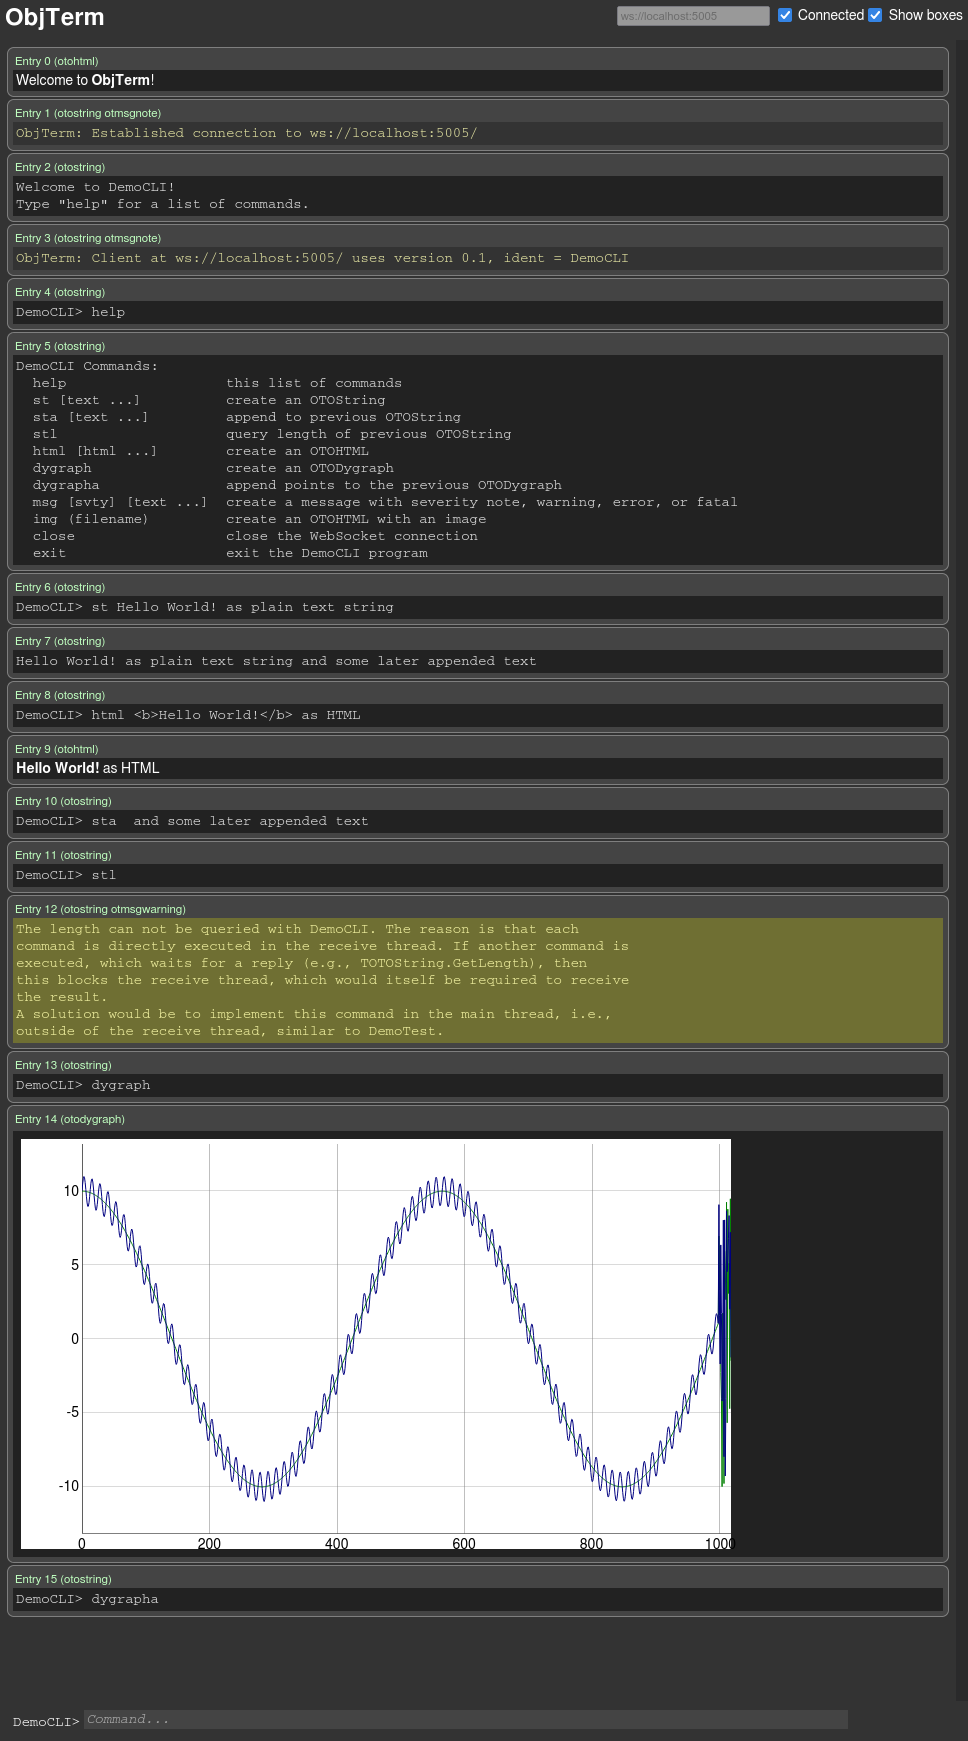 ObjTerm
ws://localhost:5005 Connected Show boxes
Entry 0 (otohtml)
Welcome to ObjTerm!
Entry 1 (otostring otmsgnote)
ObjTerm: Established connection to ws://localhost:5005/
Entry 2 (otostring)
Welcome to DemoCLI!
Type "help" for a list of commands.
Entry 3 (otostring otmsgnote)
ObjTerm: Client at ws://localhost:5005/ uses version 0.1, ident = DemoCLI
Entry 4 (otostring)
DemoCLI> help
Entry 5 (otostring)
DemoCLI Commands:
  help                   this list of commands
  st [text ...]          create an OTOString
  sta [text ...]         append to previous OTOString
  stl                    query length of previous OTOString
  html [html ...]        create an OTOHTML
  dygraph                create an OTODygraph
  dygrapha               append points to the previous OTODygraph
  msg [svty] [text ...]  create a message with severity note, warning, error, or fatal
  img (filename)         create an OTOHTML with an image
  close                  close the WebSocket connection
  exit                   exit the DemoCLI program
Entry 6 (otostring)
DemoCLI> st Hello World! as plain text string
Entry 7 (otostring)
Hello World! as plain text string and some later appended text
Entry 8 (otostring)
DemoCLI> html <b>Hello World!</b> as HTML
Entry 9 (otohtml)
Hello World! as HTML
Entry 10 (otostring)
DemoCLI> sta  and some later appended text
Entry 11 (otostring)
DemoCLI> stl
Entry 12 (otostring otmsgwarning)
The length can not be queried with DemoCLI. The reason is that each
command is directly executed in the receive thread. If another command is
executed, which waits for a reply (e.g., TOTOString.GetLength), then
this blocks the receive thread, which would itself be required to receive
the result.
A solution would be to implement this command in the main thread, i.e.,
outside of the receive thread, similar to DemoTest.
Entry 13 (otostring)
DemoCLI> dygraph
Entry 14 (otodygraph)
10
5
0
-5
-10
0 200 400 600 800 1000
Entry 15 (otostring)
DemoCLI> dygrapha
DemoCLI> Command...